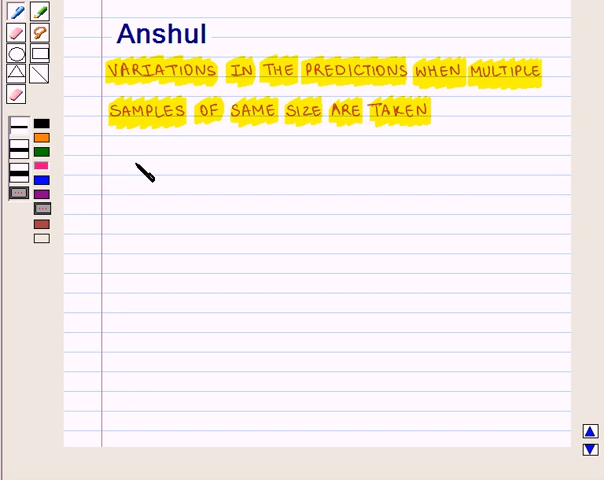 Anshul
VARIATIONS IN THE PREDICTIONS WHEN MULTIPLE
SAMPLES OF SAME SIZE ARE TAKEN